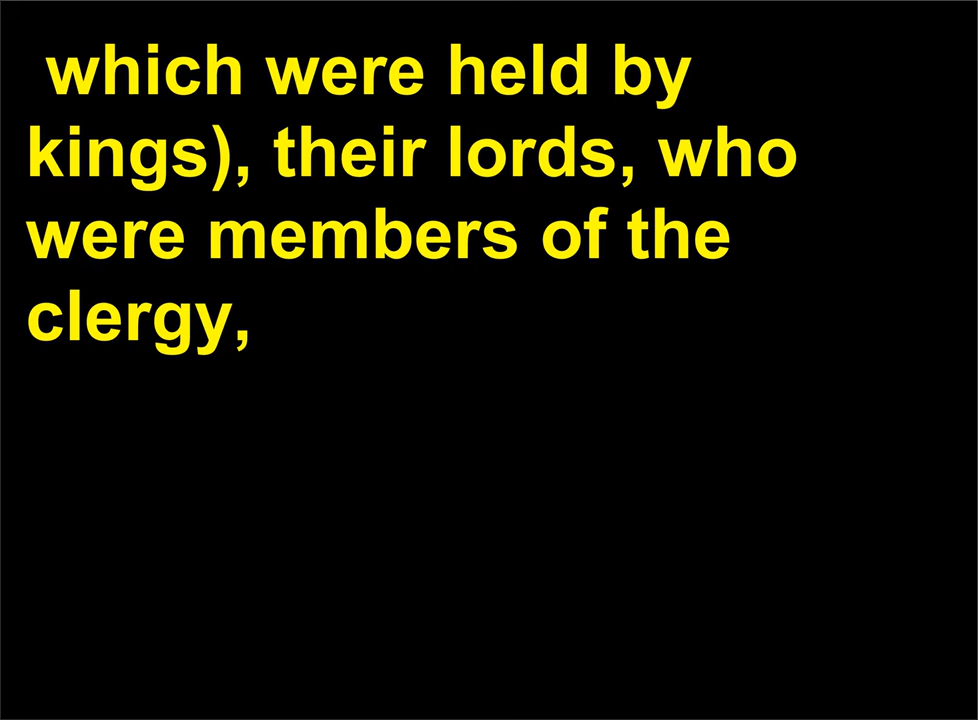 which were held by
kings), their lords, who
were members of the
clergy,